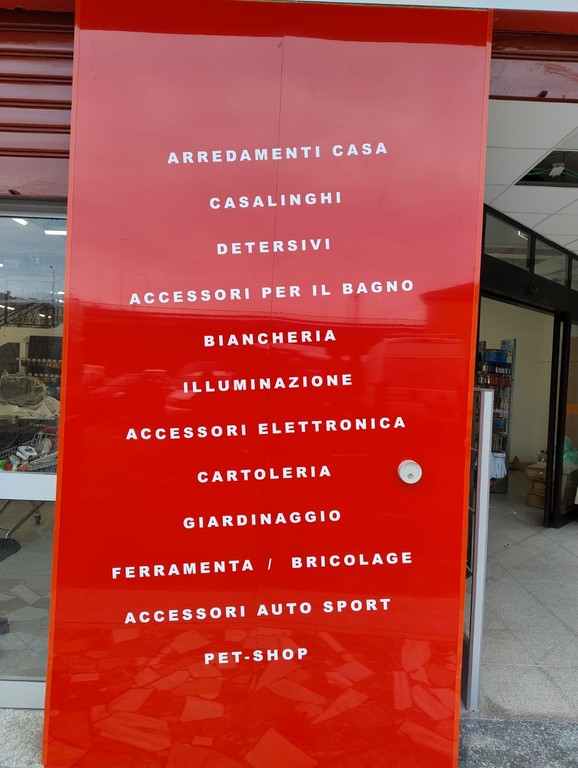 ARREDAMENTI CASA
CASALINGHI
DETERSIVI
ACCESSORI PER IL BAGNO
BIANCHERIA
ILLUMINAZIONE
ACCESSORI ELETTRONICA
CARTOLERIA
GIARDINAGGIO
FERRAMENTA / BRICOLAGE
ACCESSORI AUTO SPORT
PET-SHOP